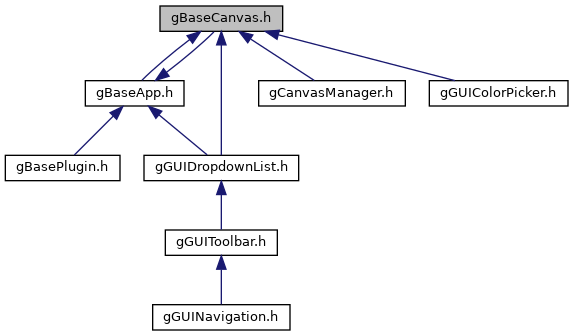 gBaseCanvas.h
gBaseApp.h
gCanvasManager.h
gGUIColorPicker.h
gBasePlugin.h
gGUIDropdownList.h
gGUIToolbar.h
gGUINavigation.h